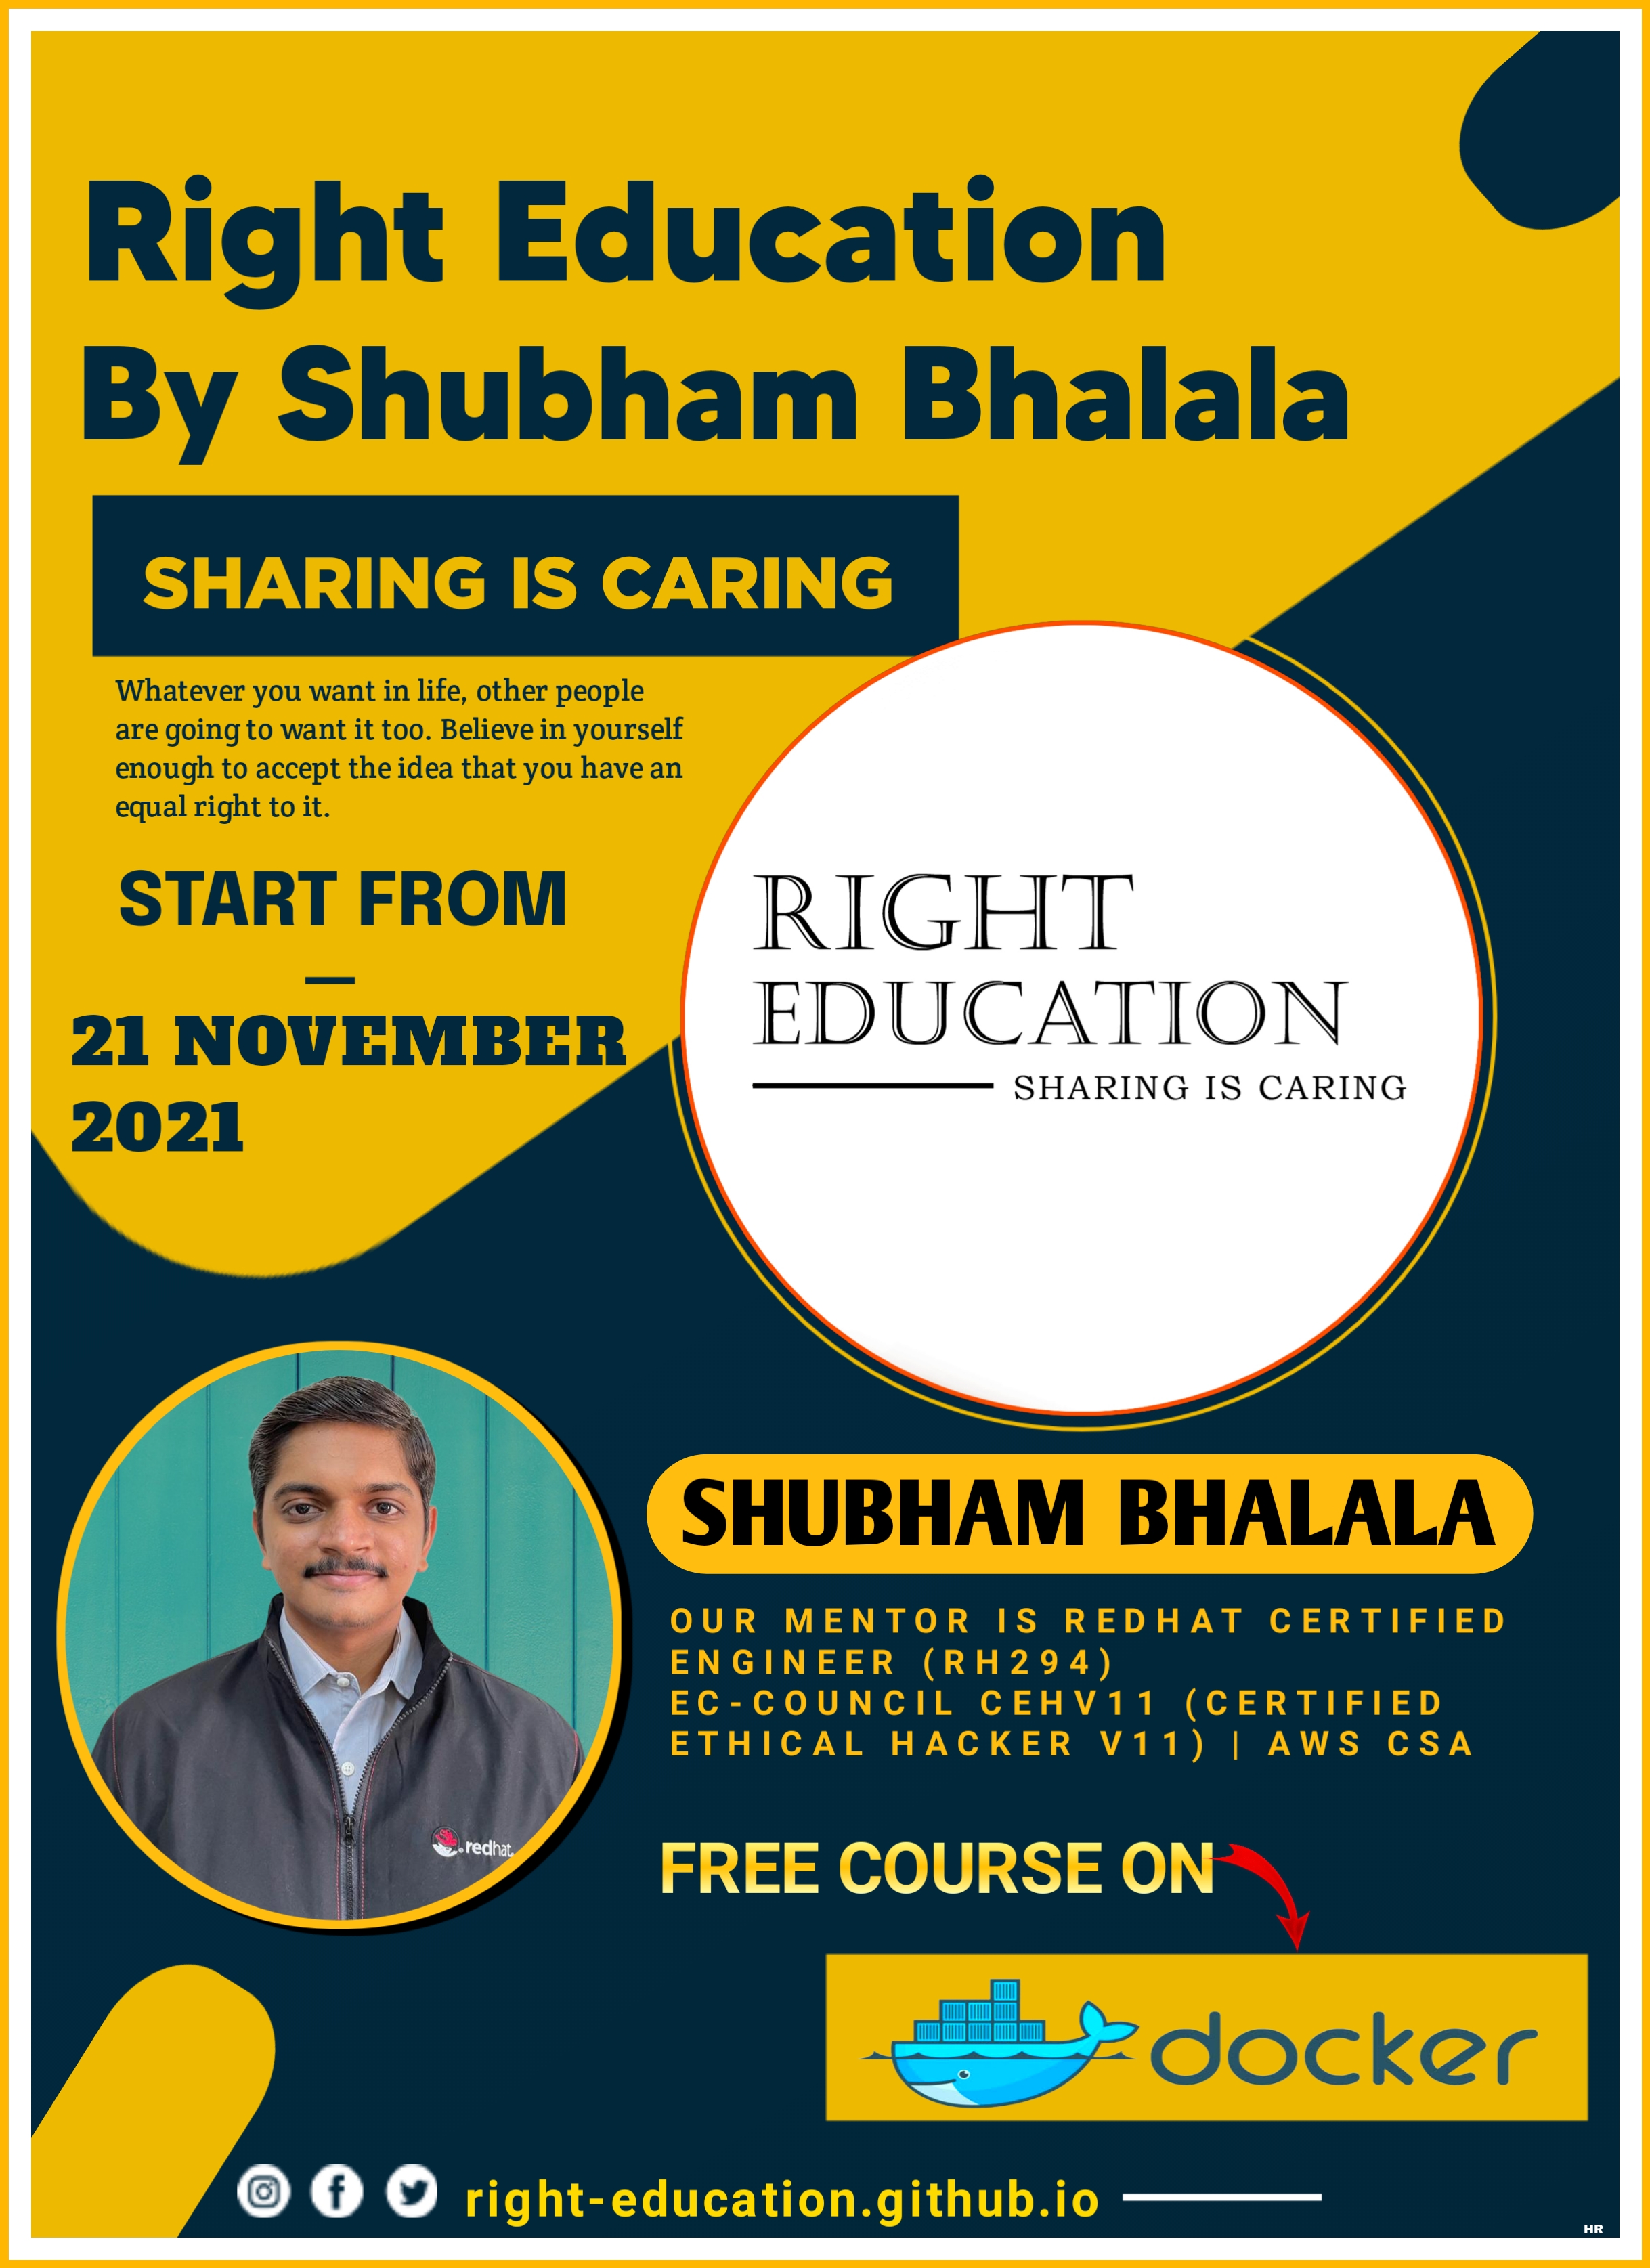 Right Education
By Shubham Bhalala
SHARING IS CARING
Whatever you want in life, other people
are going to want it too. Believe in yourself
enough to accept the idea that you have an
equal right to it.
START FROM
21 NOVEMBER
2021
RIGHT
EDUCATION
SHARING IS CARING
SHUBHAM BHALALA
OUR MENTOR IS REDHAT CERTIFIED
ENGINEER (RH294)
EC-COUNCIL CEHV11 (CERTIFIED
ETHICAL HACKER V11) | AWS CSA
redhat.
FREE COURSE ON
docker
right-education.github.io
HR